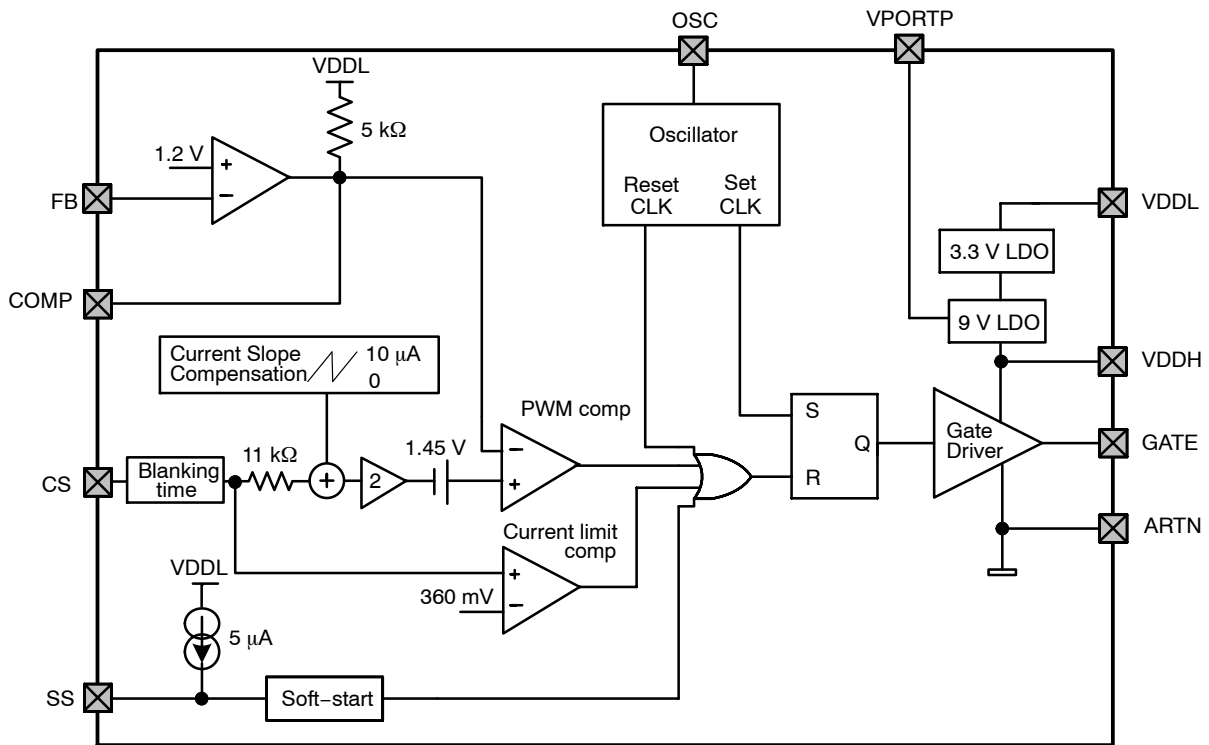 OSC
VPORTP
VDDL
5 kΩ
1.2 V
+
−
FB
COMP
Oscillator
Reset
CLK
Set
CLK
VDDL
3.3 V LDO
9 V LDO
VDDH
Current Slope
Compensation
10 μA
0
PWM comp
−
+
1.45 V
11 kΩ
+
2
CS
Blanking
time
S
Q
R
Gate
Driver
GATE
ARTN
Current limit
comp
+
−
360 mV
VDDL
5 μA
SS
Soft−start